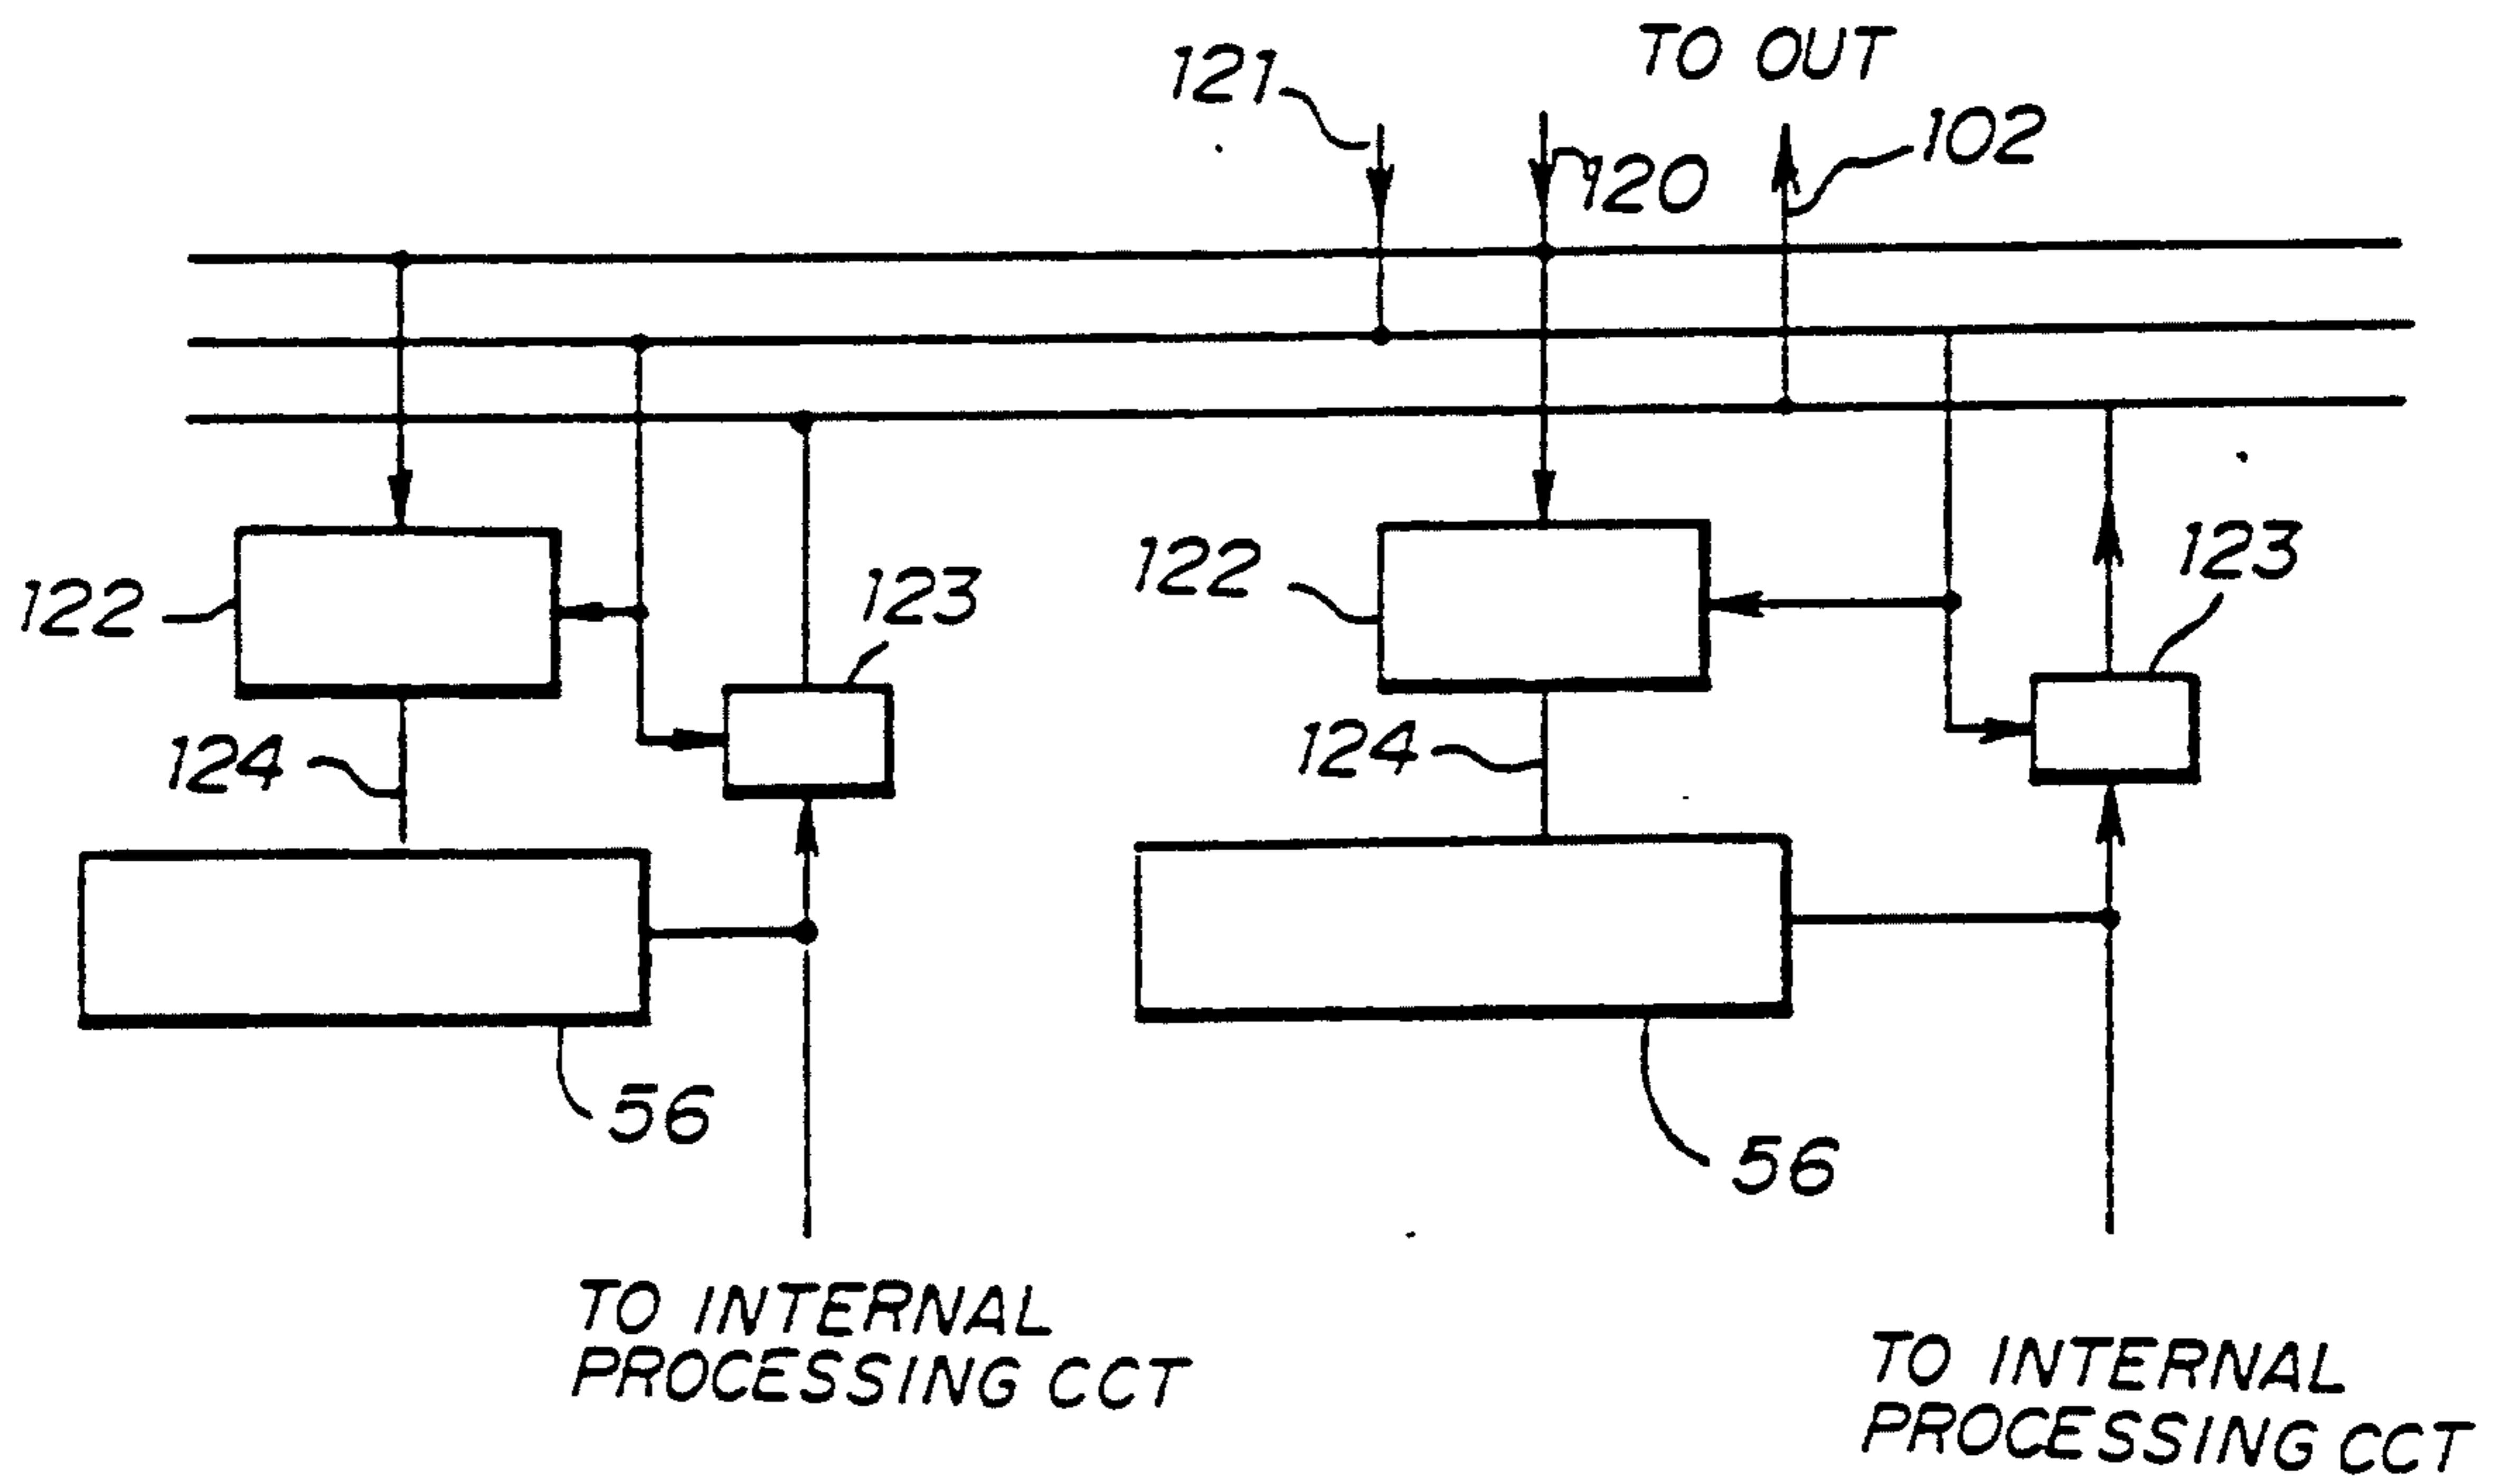 TO OUT
121
102
120
122
123
122
123
124
124
56
56
TO INTERNAL
PROCESSING CCT
TO INTERNAL
PROCESSING CCT